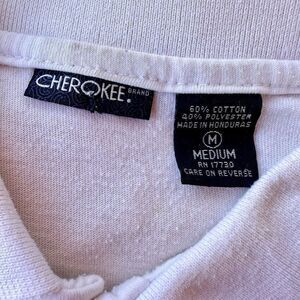 CHEROKEE. BRAND
60% COTTON
40% POLYESTER
MADE IN HONDURAS
M
MEDIUM
RN 17730
CARE ON REVERSE